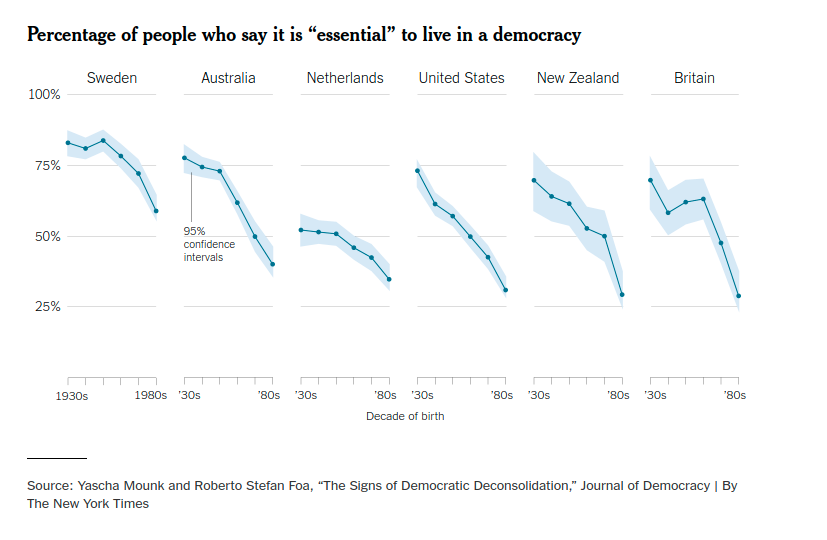 Percentage of people who say it is “essential” to live in a democracy
Sweden Australia Netherlands United States New Zealand Britain
100%
75%
50%
25%
95%
confidence
intervals
1930s 1980s ’30s ’80s ’30s ’80s ’30s ’80s ’30s ’80s ’30s ’80s
Decade of birth
Source: Yascha Mounk and Roberto Stefan Foa, “The Signs of Democratic Deconsolidation,” Journal of Democracy | By
The New York Times